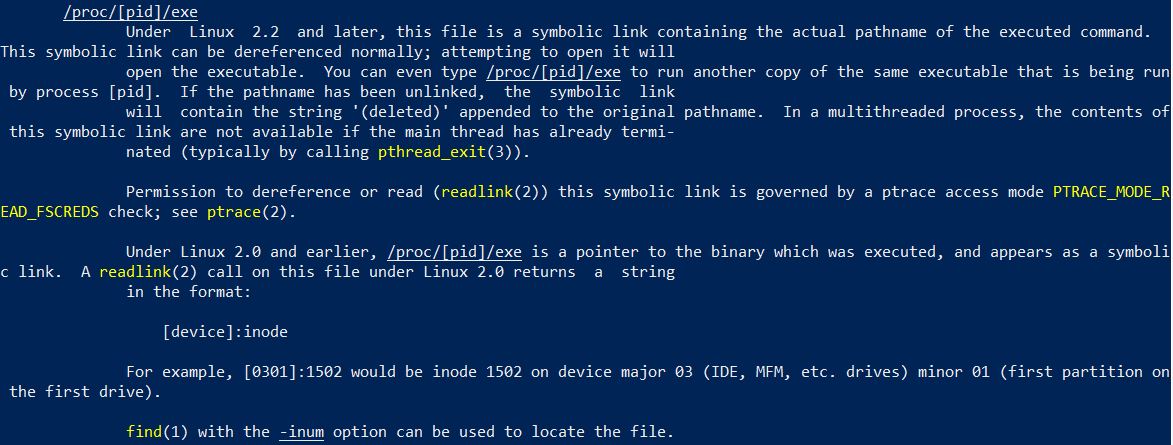 /proc/[pid]/exe
Under Linux 2.2 and later, this file is a symbolic link containing the actual pathname of the executed command.
This symbolic link can be dereferenced normally; attempting to open it will
open the executable. You can even type /proc/[pid]/exe to run another copy of the same executable that is being run
by process [pid]. If the pathname has been unlinked, the symbolic link
will contain the string '(deleted)' appended to the original pathname. In a multithreaded process, the contents of
this symbolic link are not available if the main thread has already termi-
nated (typically by calling pthread_exit(3)).
Permission to dereference or read (readlink(2)) this symbolic link is governed by a ptrace access mode PTRACE_MODE_R
EAD_FSCREDS check; see ptrace(2).
Under Linux 2.0 and earlier, /proc/[pid]/exe is a pointer to the binary which was executed, and appears as a symboli
c link. A readlink(2) call on this file under Linux 2.0 returns a string
in the format:
[device]:inode
For example, [0301]:1502 would be inode 1502 on device major 03 (IDE, MFM, etc. drives) minor 01 (first partition on
the first drive).
find(1) with the -inum option can be used to locate the file.